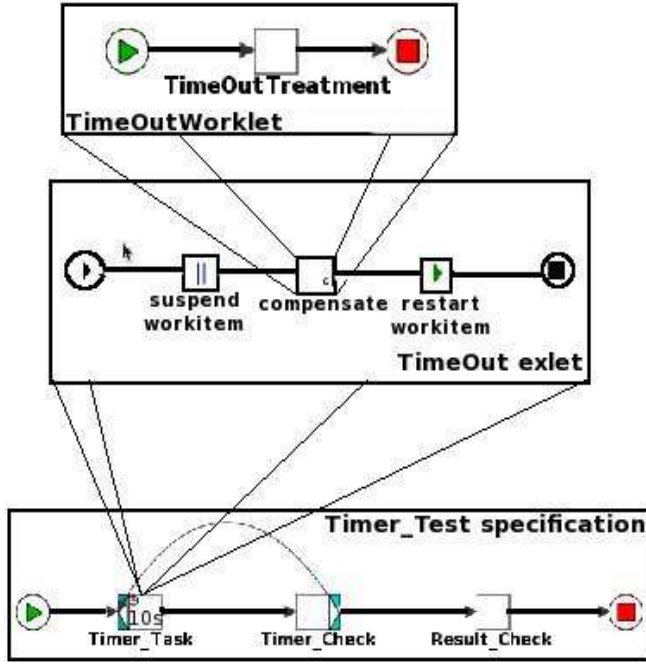 TimeOutTreatment
TimeOutWorklet
suspend workitem
compensate
restart workitem
c
TimeOut exlet
Timer_Test specification
10s
Timer_Task
Timer_Check
Result_Check